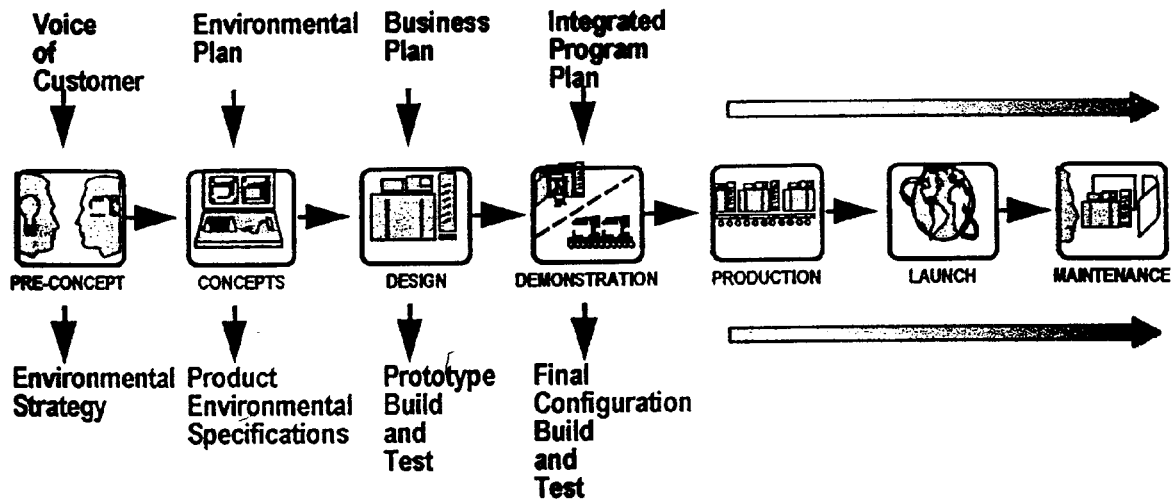 Voice
of
Customer
Environmental
Plan
Business
Plan
Integrated
Program
Plan
PRE-CONCEPT
CONCEPTS
DESIGN
DEMONSTRATION
PRODUCTION
LAUNCH
MAINTENANCE
Environmental
Strategy
Product
Environmental
Specifications
Prototype
Build
and
Test
Final
Configuration
Build
and
Test